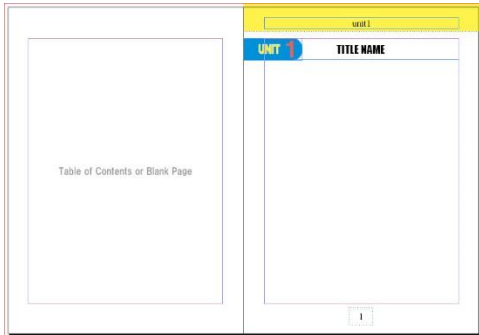 Table of Contents or Blank Page
unit1
UNIT 1
TITLE NAME
1